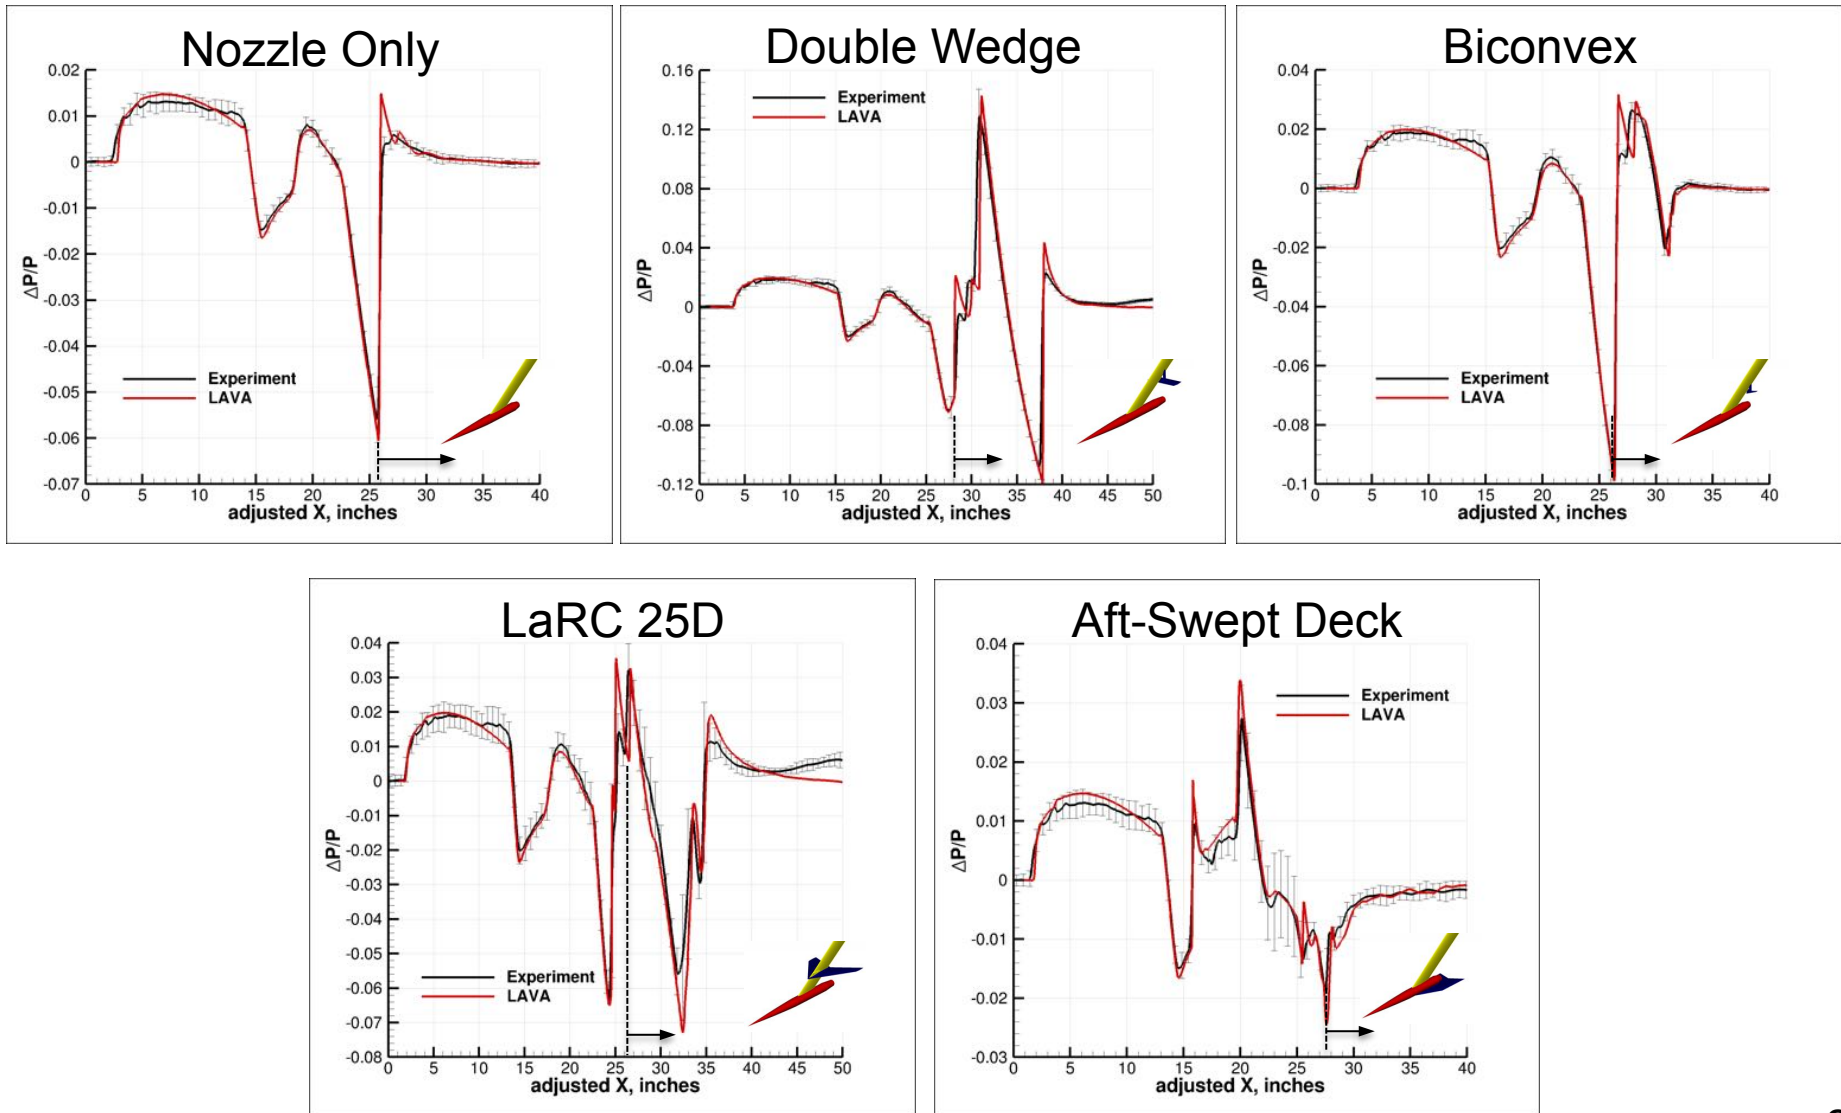 Nozzle Only
0.02
0.01
0
-0.01
-0.02
-0.03
-0.04
-0.05
-0.06
-0.07
ΔP/P
Experiment
LAVA
0 5 10 15 20 25 30 35 40
adjusted X, inches
Double Wedge
0.16
0.12
0.08
0.04
0
-0.04
-0.08
-0.12
ΔP/P
Experiment
LAVA
0 5 10 15 20 25 30 35 40 45 50
adjusted X, inches
Biconvex
0.04
0.02
0
-0.02
-0.04
-0.06
-0.08
-0.1
ΔP/P
Experiment
LAVA
0 5 10 15 20 25 30 35 40
adjusted X, inches
LaRC 25D
0.04
0.03
0.02
0.01
0
-0.01
-0.02
-0.03
-0.04
-0.05
-0.06
-0.07
-0.08
ΔP/P
Experiment
LAVA
0 5 10 15 20 25 30 35 40 45 50
adjusted X, inches
Aft-Swept Deck
0.04
0.03
0.02
0.01
0
-0.01
-0.02
-0.03
ΔP/P
Experiment
LAVA
0 5 10 15 20 25 30 35 40
adjusted X, inches